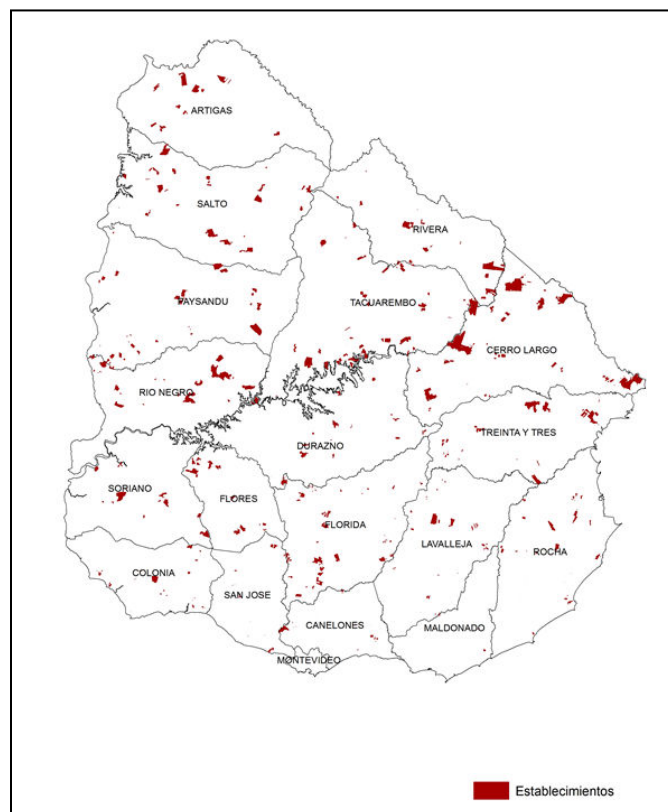 ARTIGAS
SALTO
RIVERA
PAYSANDU
TACUAREMBO
CERRO LARGO
RIO NEGRO
DURAZNO
TREINTA Y TRES
SORIANO
FLORES
FLORIDA
LAVALLEJA
ROCHA
COLONIA
SAN JOSE
CANELONES
MALDONADO
MONTEVIDEO
Establecimientos